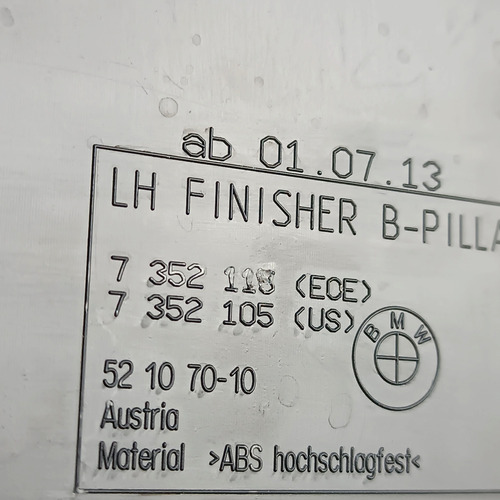 ab 01.07.13
LH FINISHER B-PILLA
7 352 (ECE)
7 352 105 <US>
BMW
52 10 70-10
Austria
Material >ABS hochschlagfest<